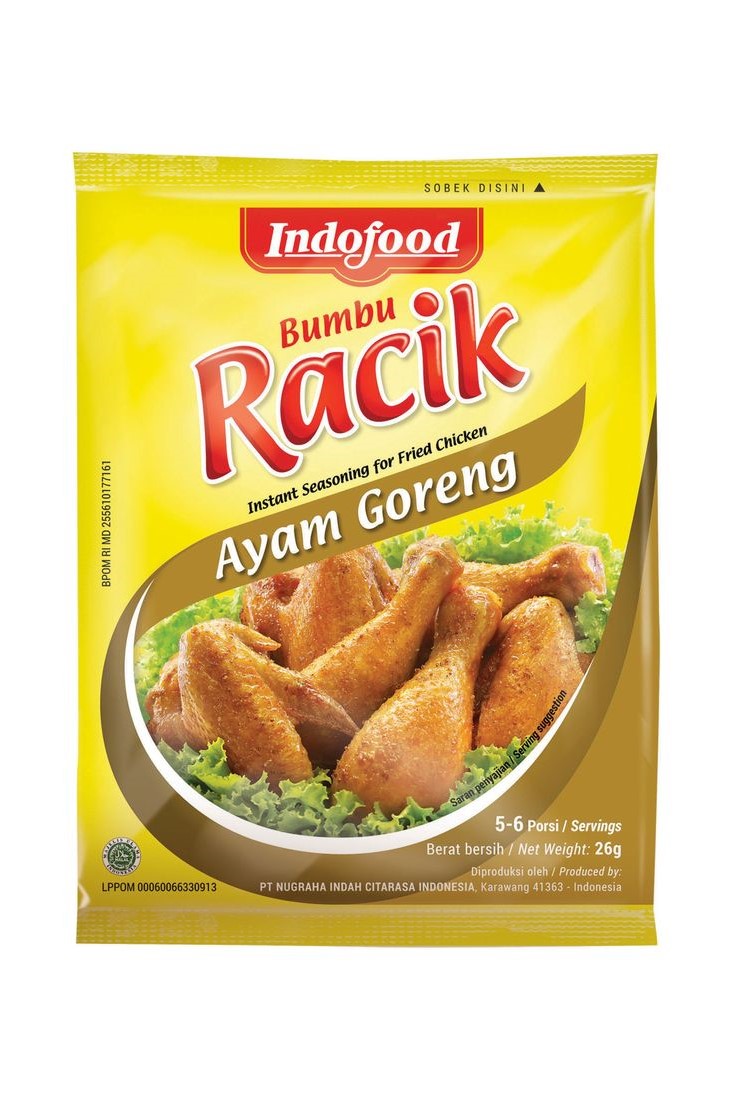 SOBEK DISINI ▲
Indofood
Bumbu
Racik
Instant Seasoning for Fried Chicken
Ayam Goreng
BPOM RI MD 255610177161
Saran penyajian / Serving suggestion
5-6 Porsi / Servings
Berat bersih / Net Weight: 26g
Diproduksi oleh / Produced by:
LPPOM 00060066330913
PT NUGRAHA INDAH CITARASA INDONESIA, Karawang 41363 - Indonesia